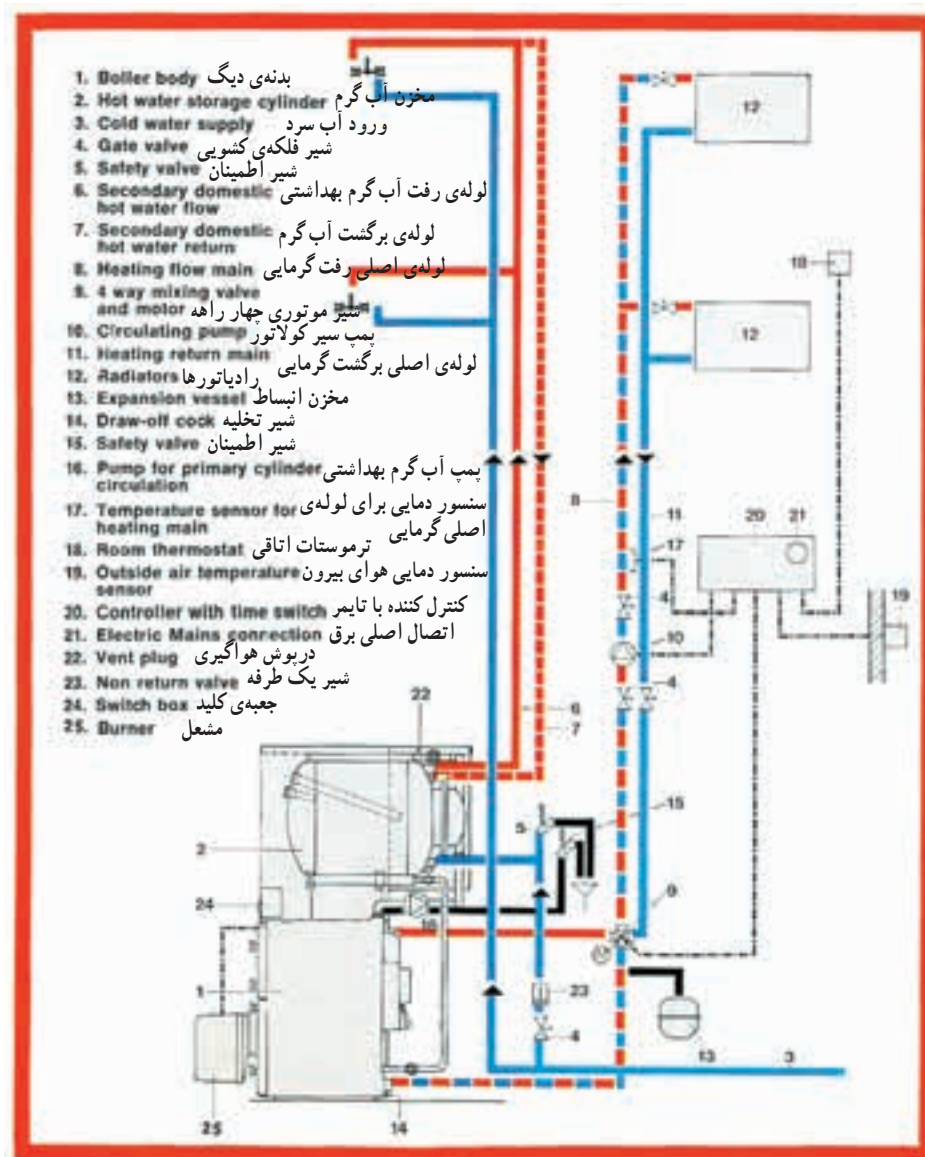 1. Boiler body بدنه‌ی دیگ
2. Hot water storage cylinder مخزن آب گرم
3. Cold water supply ورود آب سرد
4. Gate valve شیر فلکه‌ی کشویی
5. Safety valve شیر اطمینان
6. Secondary domestic لوله‌ی رفت آب گرم بهداشتی
hot water flow
7. Secondary domestic لوله‌ی برگشت آب گرم
hot water return
8. Heating flow main لوله‌ی اصلی رفت گرمایی
9. 4 way mixing valve
and motor شیر موتوری چهار راهه
10. Circulating pump پمپ سیر کولاتور
11. Heating return main لوله‌ی اصلی برگشت گرمایی
12. Radiators رادیاتورها
13. Expansion vessel مخزن انبساط
14. Draw-off cock شیر تخلیه
15. Safety valve شیر اطمینان
16. Pump for primary cylinder پمپ آب گرم بهداشتی
circulation
17. Temperature sensor for سنسور دمایی برای لوله‌ی
heating main اصلی گرمایی
18. Room thermostat ترموستات اتاقی
19. Outside air temperature سنسور دمایی هوای بیرون
sensor
20. Controller with time switch کنترل کننده با تایمر
21. Electric Mains connection اتصال اصلی برق
22. Vent plug درپوش هواگیری
23. Non return valve شیر یک طرفه
24. Switch box جعبه‌ی کلید
25. Burner مشعل
12
18
12
8
11
20
21
17
4
19
10
4
22
6
7
5
15
2
24
16
9
1
23
4
13
3
25
14